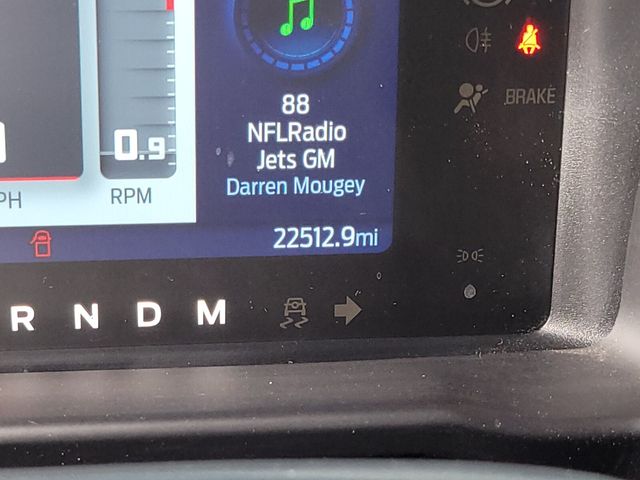 88
NFLRadio
Jets GM
Darren Mougey
BRAKE
0.9
PH
RPM
22512.9mi
R N D M